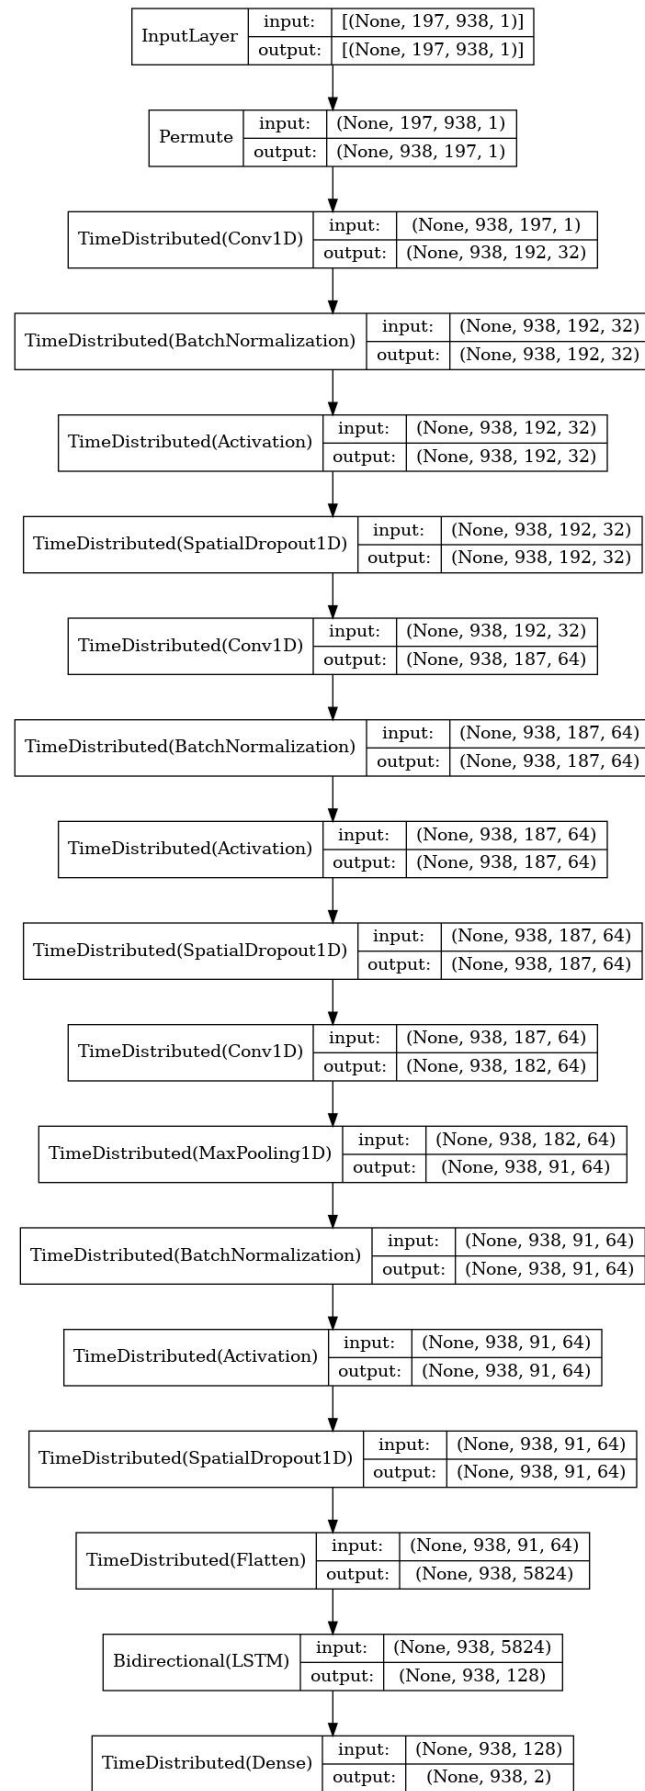 InputLayer input: [(None, 197, 938, 1)]
output: [(None, 197, 938, 1)]
Permute input: (None, 197, 938, 1)
output: (None, 938, 197, 1)
TimeDistributed(Conv1D) input: (None, 938, 197, 1)
output: (None, 938, 192, 32)
TimeDistributed(BatchNormalization) input: (None, 938, 192, 32)
output: (None, 938, 192, 32)
TimeDistributed(Activation) input: (None, 938, 192, 32)
output: (None, 938, 192, 32)
TimeDistributed(SpatialDropout1D) input: (None, 938, 192, 32)
output: (None, 938, 192, 32)
TimeDistributed(Conv1D) input: (None, 938, 192, 32)
output: (None, 938, 187, 64)
TimeDistributed(BatchNormalization) input: (None, 938, 187, 64)
output: (None, 938, 187, 64)
TimeDistributed(Activation) input: (None, 938, 187, 64)
output: (None, 938, 187, 64)
TimeDistributed(SpatialDropout1D) input: (None, 938, 187, 64)
output: (None, 938, 187, 64)
TimeDistributed(Conv1D) input: (None, 938, 187, 64)
output: (None, 938, 182, 64)
TimeDistributed(MaxPooling1D) input: (None, 938, 182, 64)
output: (None, 938, 91, 64)
TimeDistributed(BatchNormalization) input: (None, 938, 91, 64)
output: (None, 938, 91, 64)
TimeDistributed(Activation) input: (None, 938, 91, 64)
output: (None, 938, 91, 64)
TimeDistributed(SpatialDropout1D) input: (None, 938, 91, 64)
output: (None, 938, 91, 64)
TimeDistributed(Flatten) input: (None, 938, 91, 64)
output: (None, 938, 5824)
Bidirectional(LSTM) input: (None, 938, 5824)
output: (None, 938, 128)
TimeDistributed(Dense) input: (None, 938, 128)
output: (None, 938, 2)